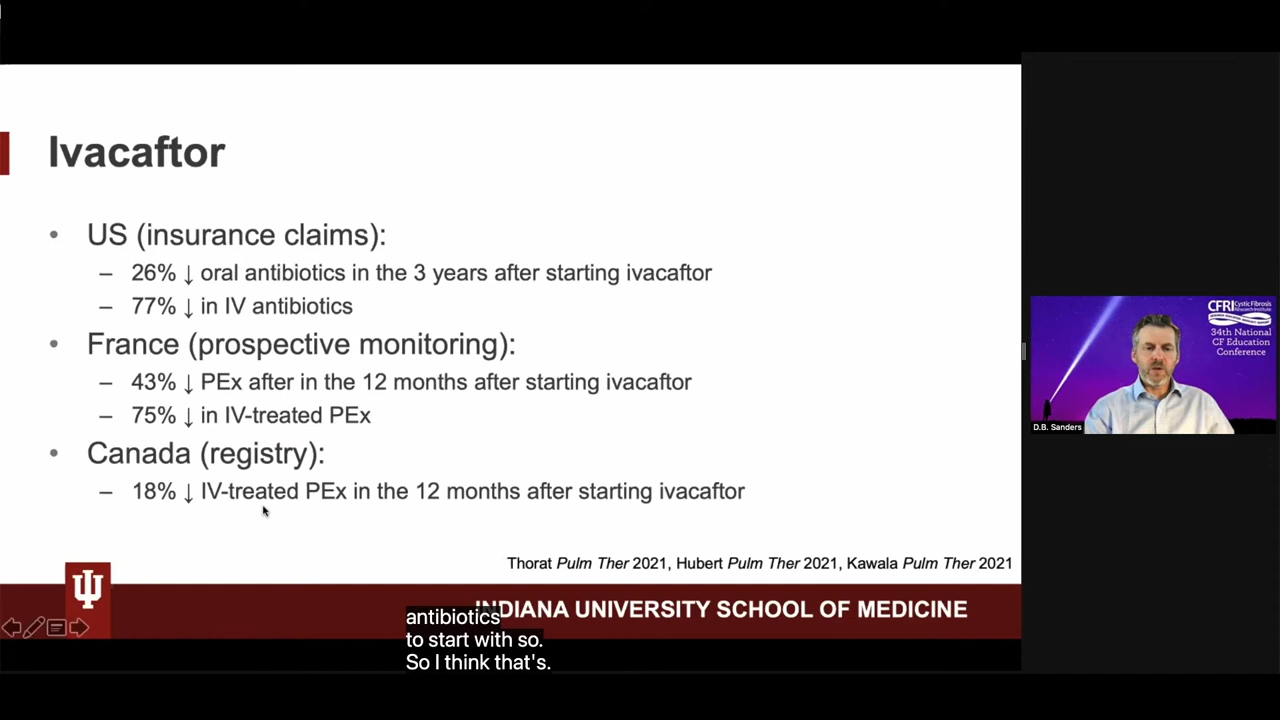 Ivacaftor
• US (insurance claims):
– 26% ↓ oral antibiotics in the 3 years after starting ivacaftor
– 77% ↓ in IV antibiotics
• France (prospective monitoring):
– 43% ↓ PEx after in the 12 months after starting ivacaftor
– 75% ↓ in IV-treated PEx
• Canada (registry):
– 18% ↓ IV-treated PEx in the 12 months after starting ivacaftor
Thorat Pulm Ther 2021, Hubert Pulm Ther 2021, Kawala Pulm Ther 2021
INDIANA UNIVERSITY SCHOOL OF MEDICINE
antibiotics
to start with so.
So I think that's.
CFRI Cystic Fibrosis
Research Institute
34th National
CF Education
Conference
D.B. Sanders